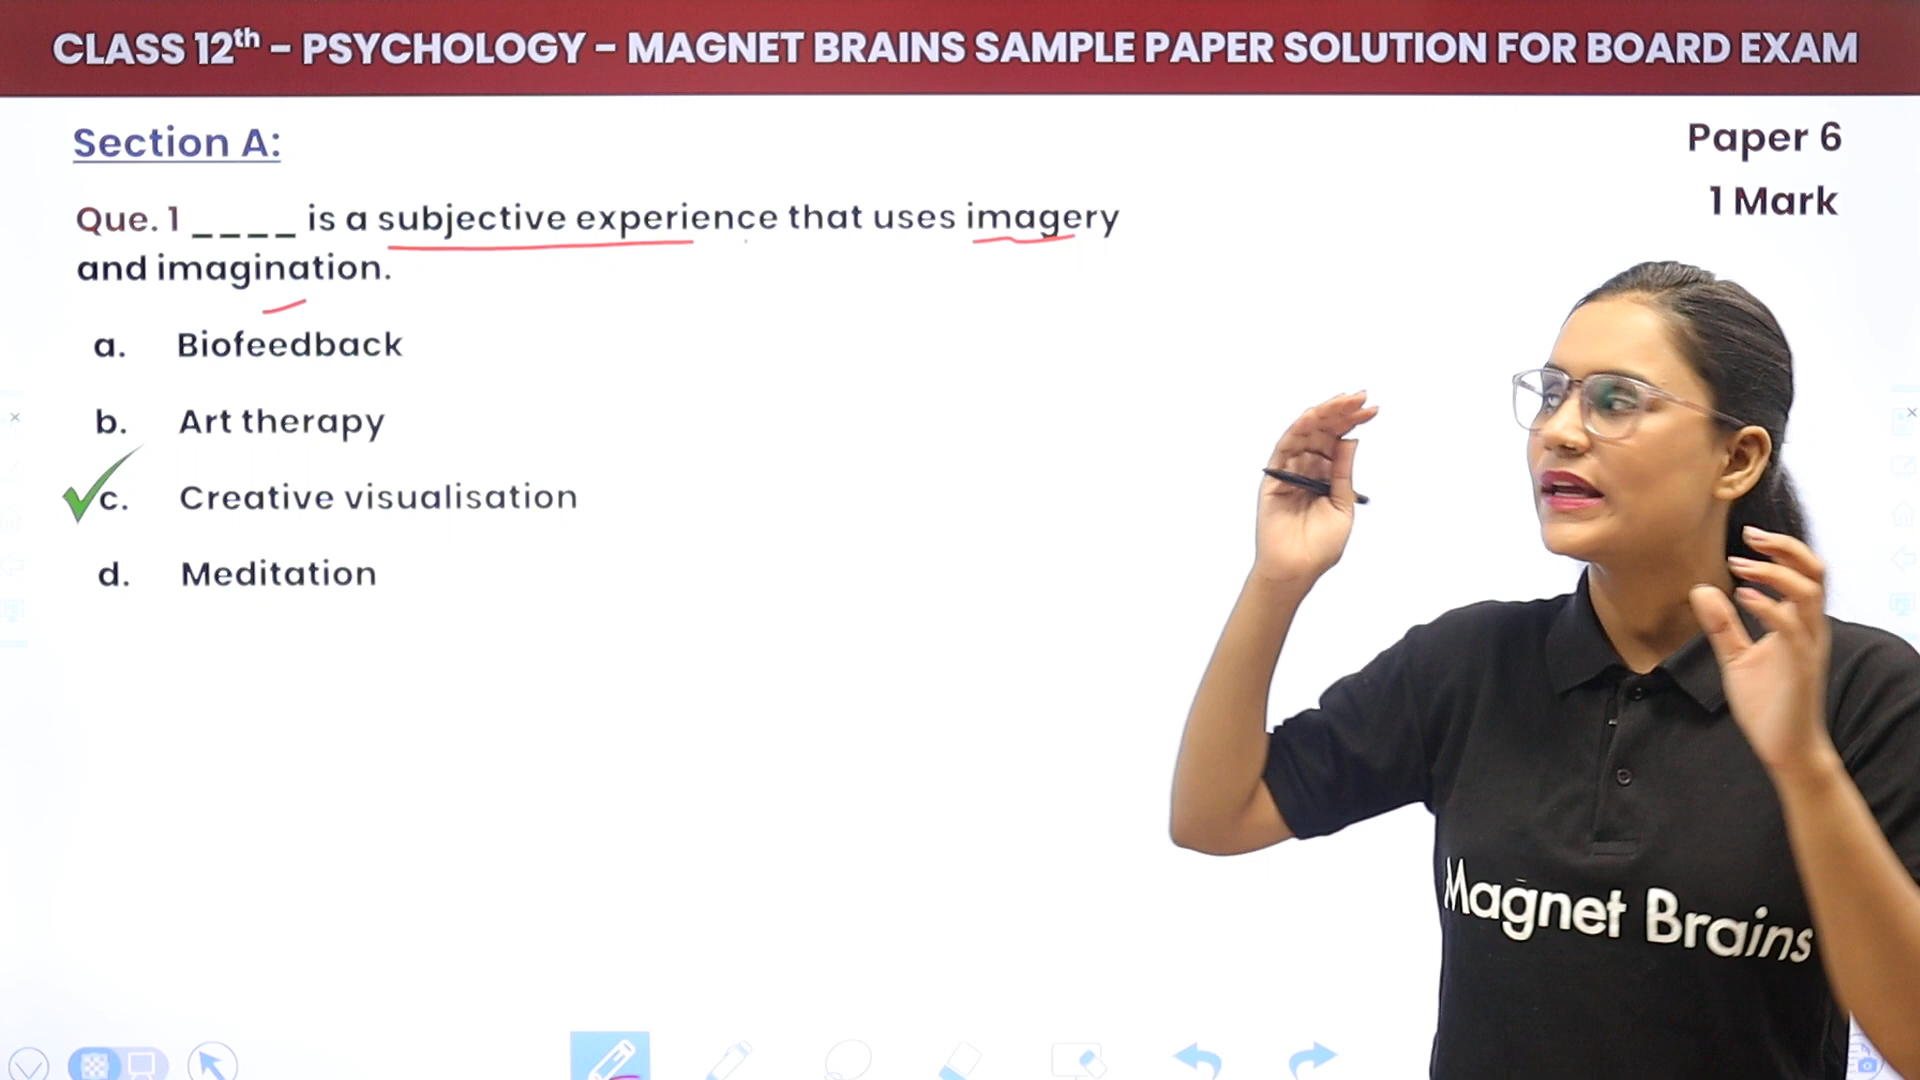 CLASS 12th – PSYCHOLOGY – MAGNET BRAINS SAMPLE PAPER SOLUTION FOR BOARD EXAM
Section A:
Paper 6
1 Mark
Que. 1 _ _ _ _ is a subjective experience that uses imagery
and imagination.
a. Biofeedback
b. Art therapy
c. Creative visualisation
d. Meditation
Magnet Brains